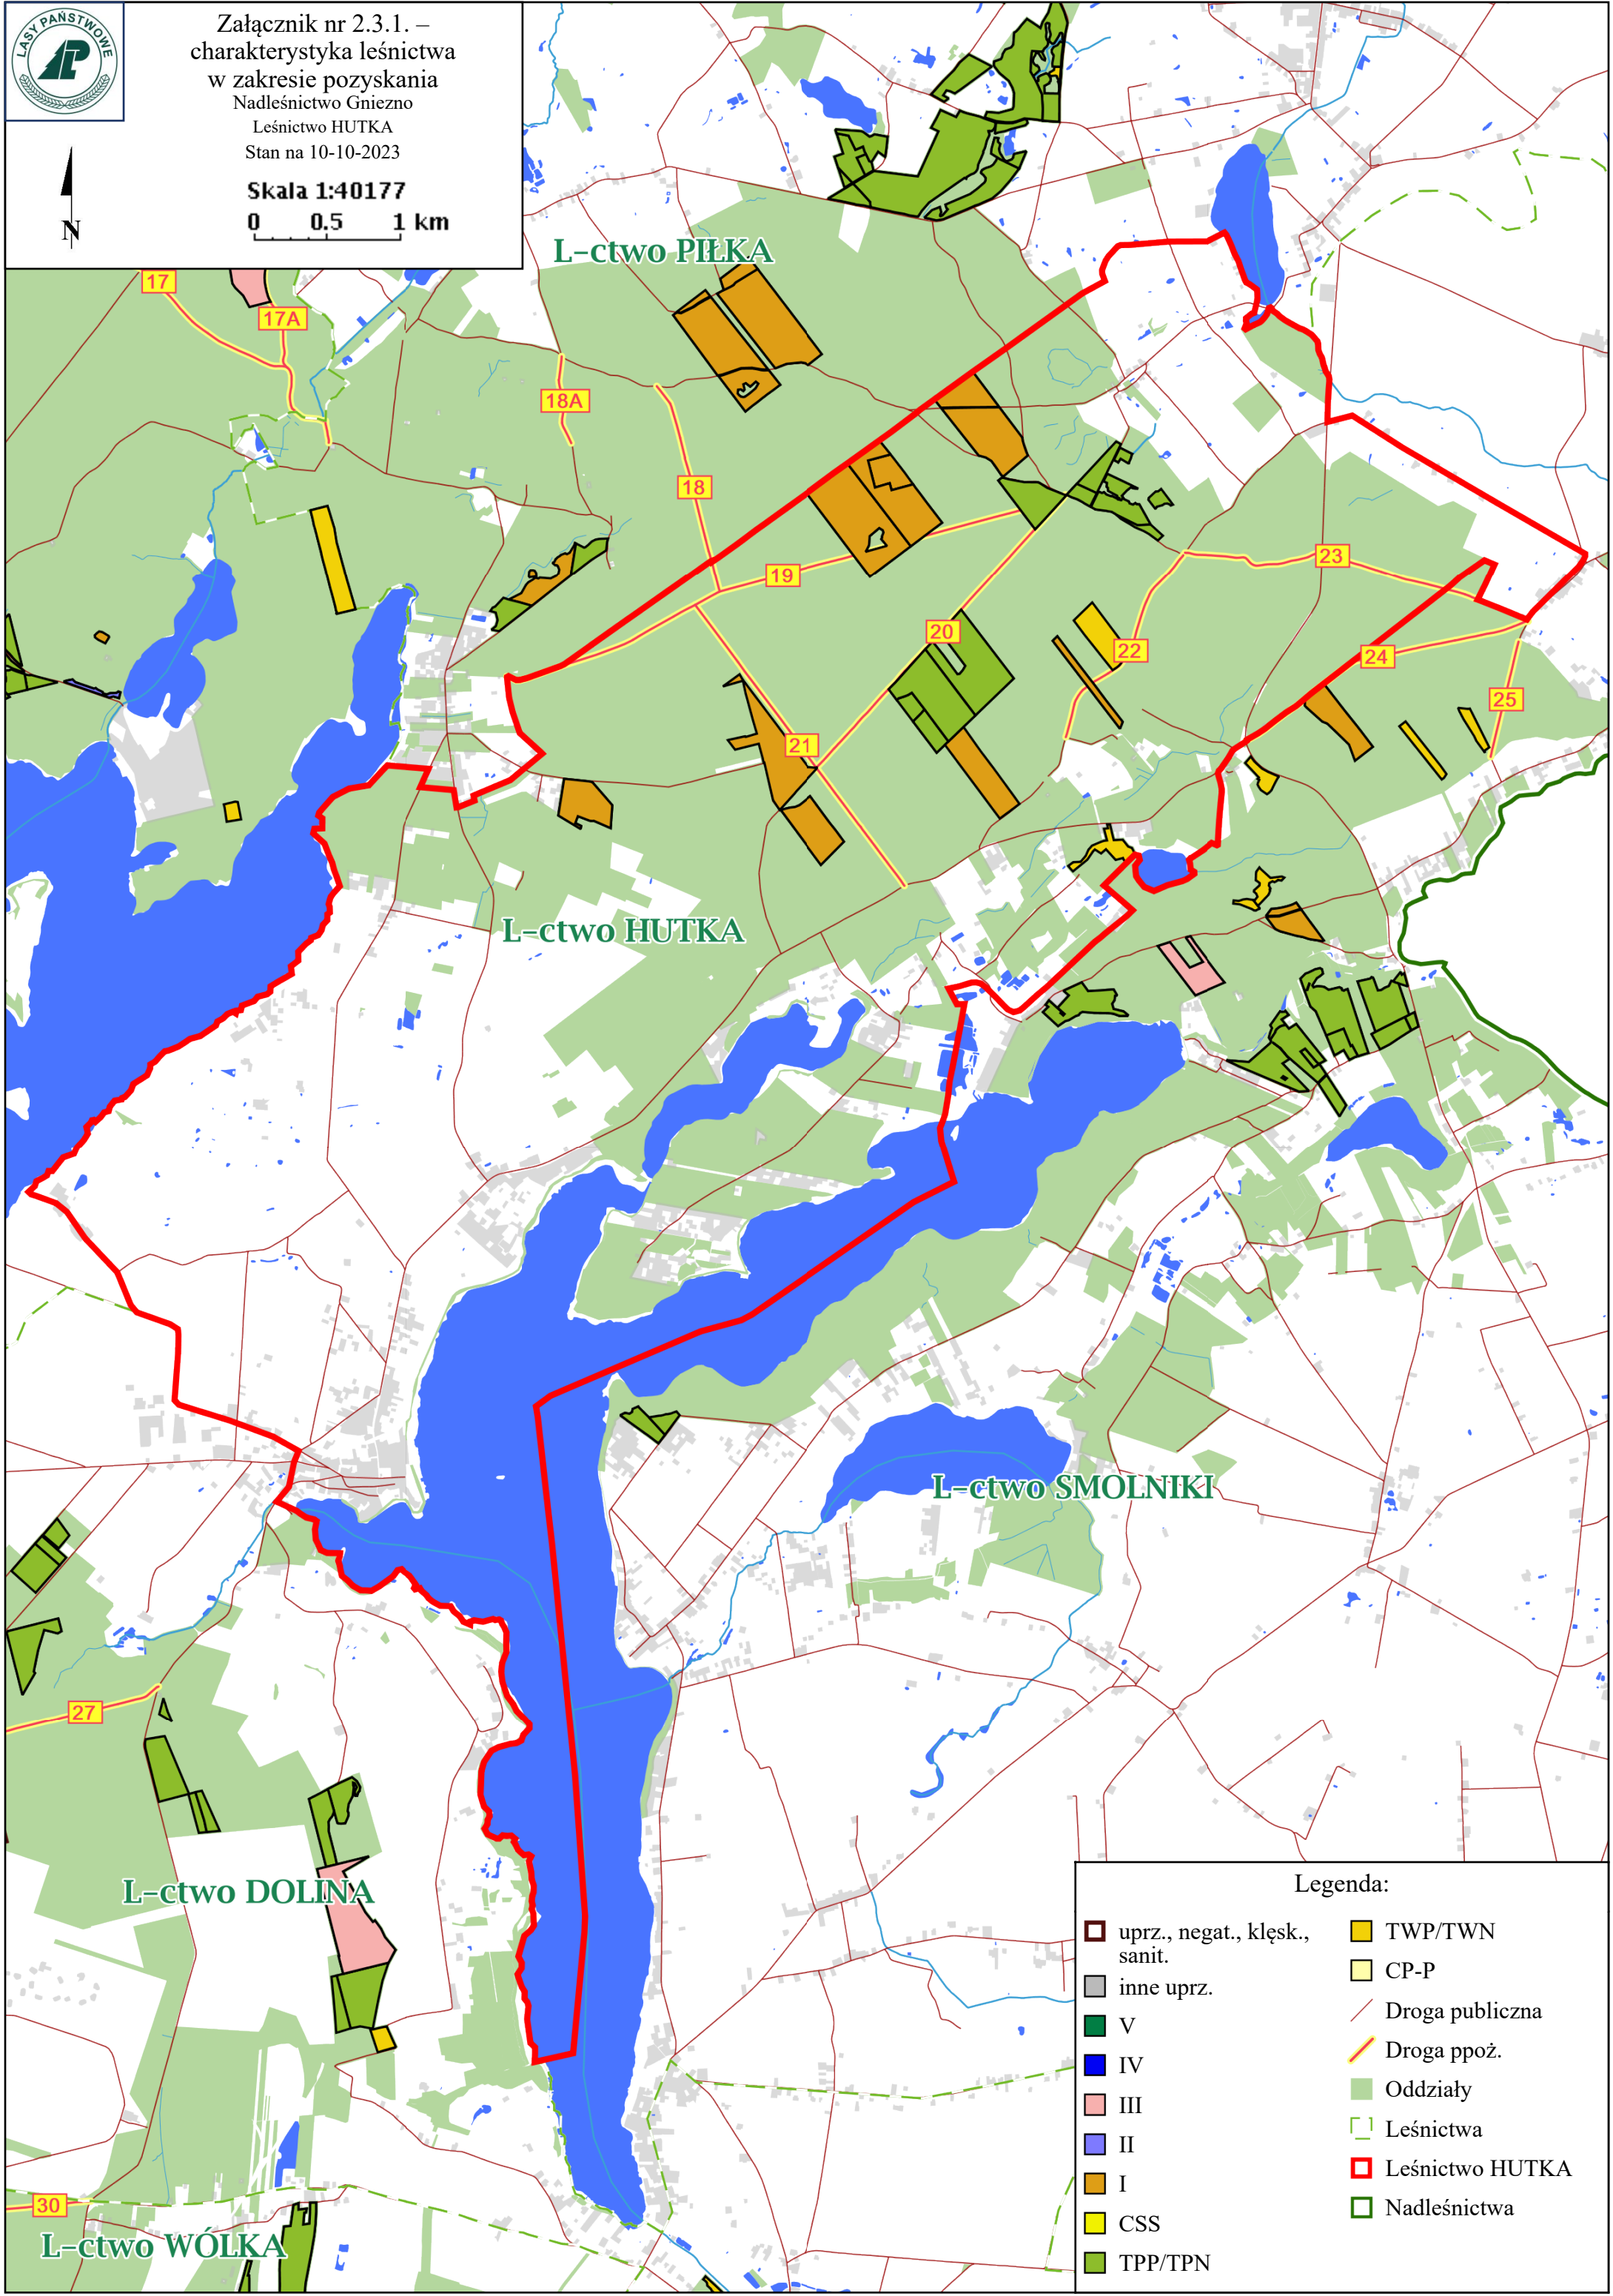 LASY PAŃSTWOWE
Załącznik nr 2.3.1. –
charakterystyka leśnictwa
w zakresie pozyskania
Nadleśnictwo Gniezno
Leśnictwo HUTKA
Stan na 10-10-2023
Skala 1:40177
0 0.5 1 km
N
L-ctwo PIŁKA
17
17A
18A
18
19
20
21
22
23
24
25
L-ctwo HUTKA
L-ctwo SMOLNIKI
27
L-ctwo DOLINA
30
L-ctwo WÓLKA
Legenda:
uprz., negat., klęsk.,
sanit.
inne uprz.
V
IV
III
II
I
CSS
TPP/TPN
TWP/TWN
CP-P
Droga publiczna
Droga ppoż.
Oddziały
Leśnictwa
Leśnictwo HUTKA
Nadleśnictwa